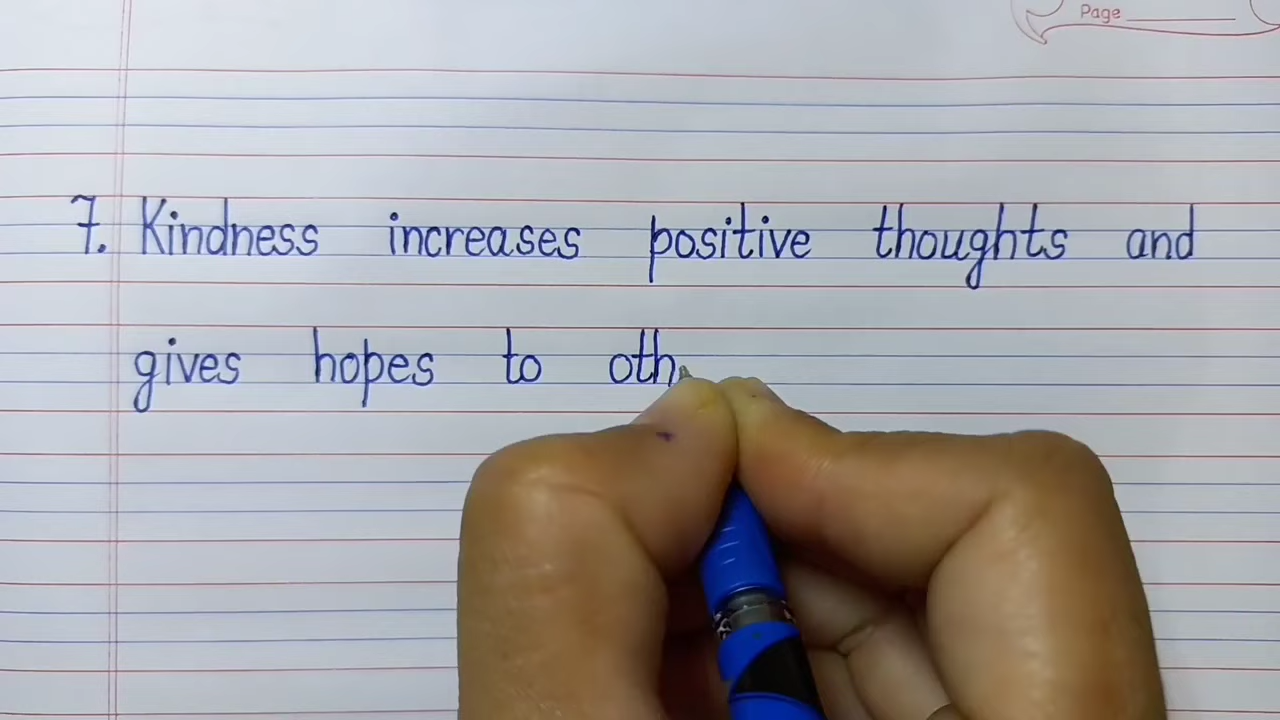 Page
7. Kindness increases positive thoughts and
gives hopes to oth